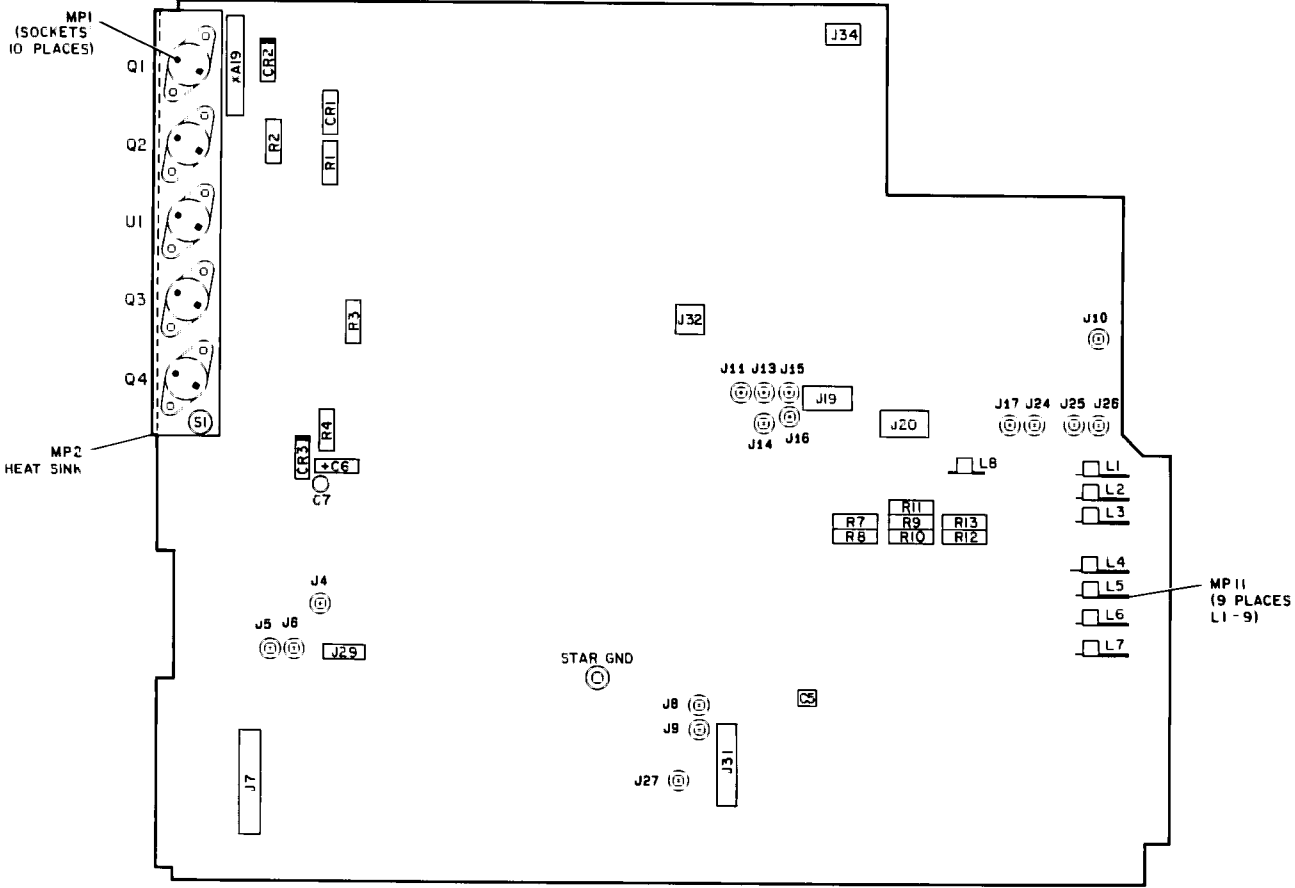 MP1
(SOCKETS
10 PLACES)
J34
Q1
XA19
CR2
CR1
Q2
R2
R1
U1
Q3
R3
J32
J10
Q4
J11 J13 J15
J19
J17 J24 J25 J26
S1
R4
J14
J16
J20
MP2
HEAT SINK
CR3
+C6
C7
L8
L1
L2
L3
R11
R7 R9 R13
R8 R10 R12
L4
J4
L5
MP11
(9 PLACES
L1-9)
L6
J5 J6
J29
L7
STAR GND
J8
C5
J9
J7
J31
J27